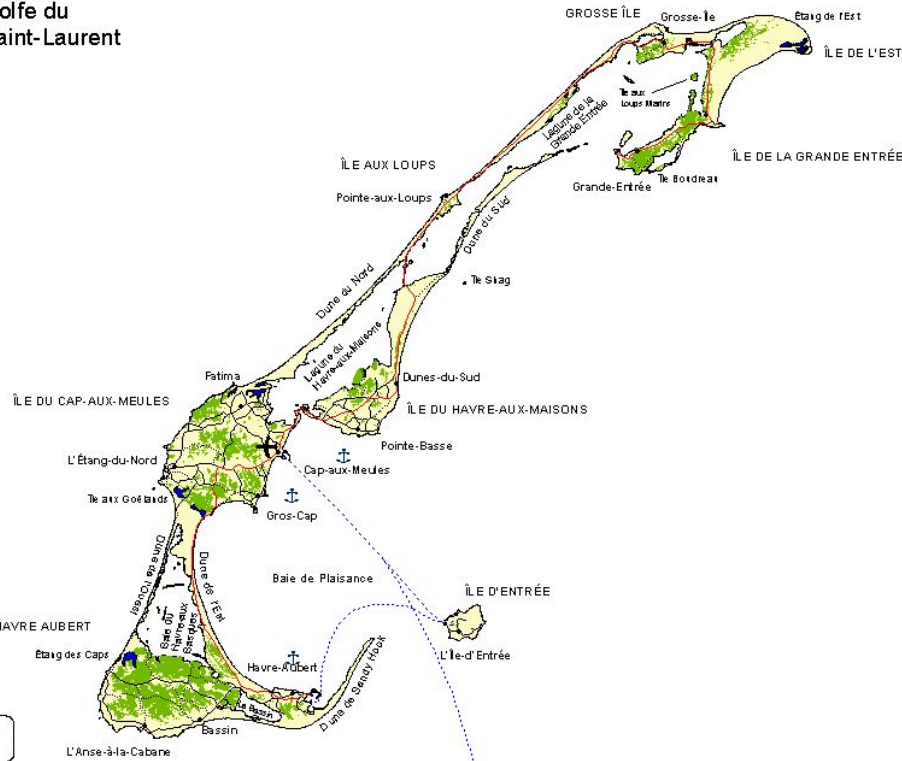 olfe du
aint-Laurent
GROSSE ÎLE
Grosse-Île
Étang de l'Est
ÎLE DE L'EST
Île aux
Loups Marins
Lagune de la
Grande Entrée
ÎLE DE LA GRANDE ENTRÉE
ÎLE AUX LOUPS
Grande-Entrée
Île Boudreau
Pointe-aux-Loups
Dune du Sud
Dune du Nord
Île Shag
Lagune du
Havre-aux-Maisons
Fatima
Dunes-du-Sud
ÎLE DU CAP-AUX-MEULES
ÎLE DU HAVRE-AUX-MAISONS
Pointe-Basse
L'Étang-du-Nord
Cap-aux-Meules
Île aux Goélands
Gros-Cap
Dune de l'Ouest
Dune de l'Est
Baie de Plaisance
ÎLE D'ENTRÉE
Baie du
Havre-aux
Basques
HAVRE AUBERT
Étang des Caps
L'Île-d'Entrée
Havre-Aubert
Dune de Sandy Hook
Le Bassin
Bassin
L'Anse-à-la-Cabane